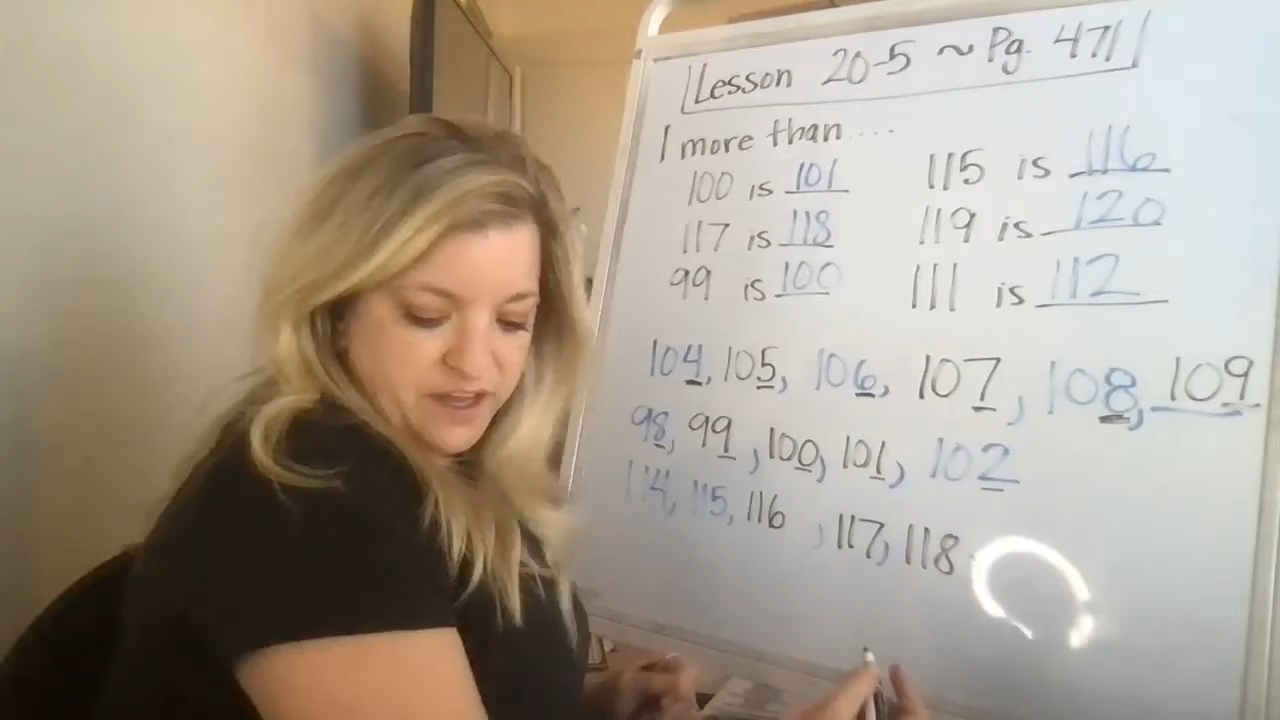 Lesson 20-5 ~ Pg. 471
1 more than....
100 is 101 115 is 116
117 is 118 119 is 120
99 is 100 111 is 112
104, 105, 106, 107, 108, 109
98, 99, 100, 101, 102
114, 115, 116, 117, 118